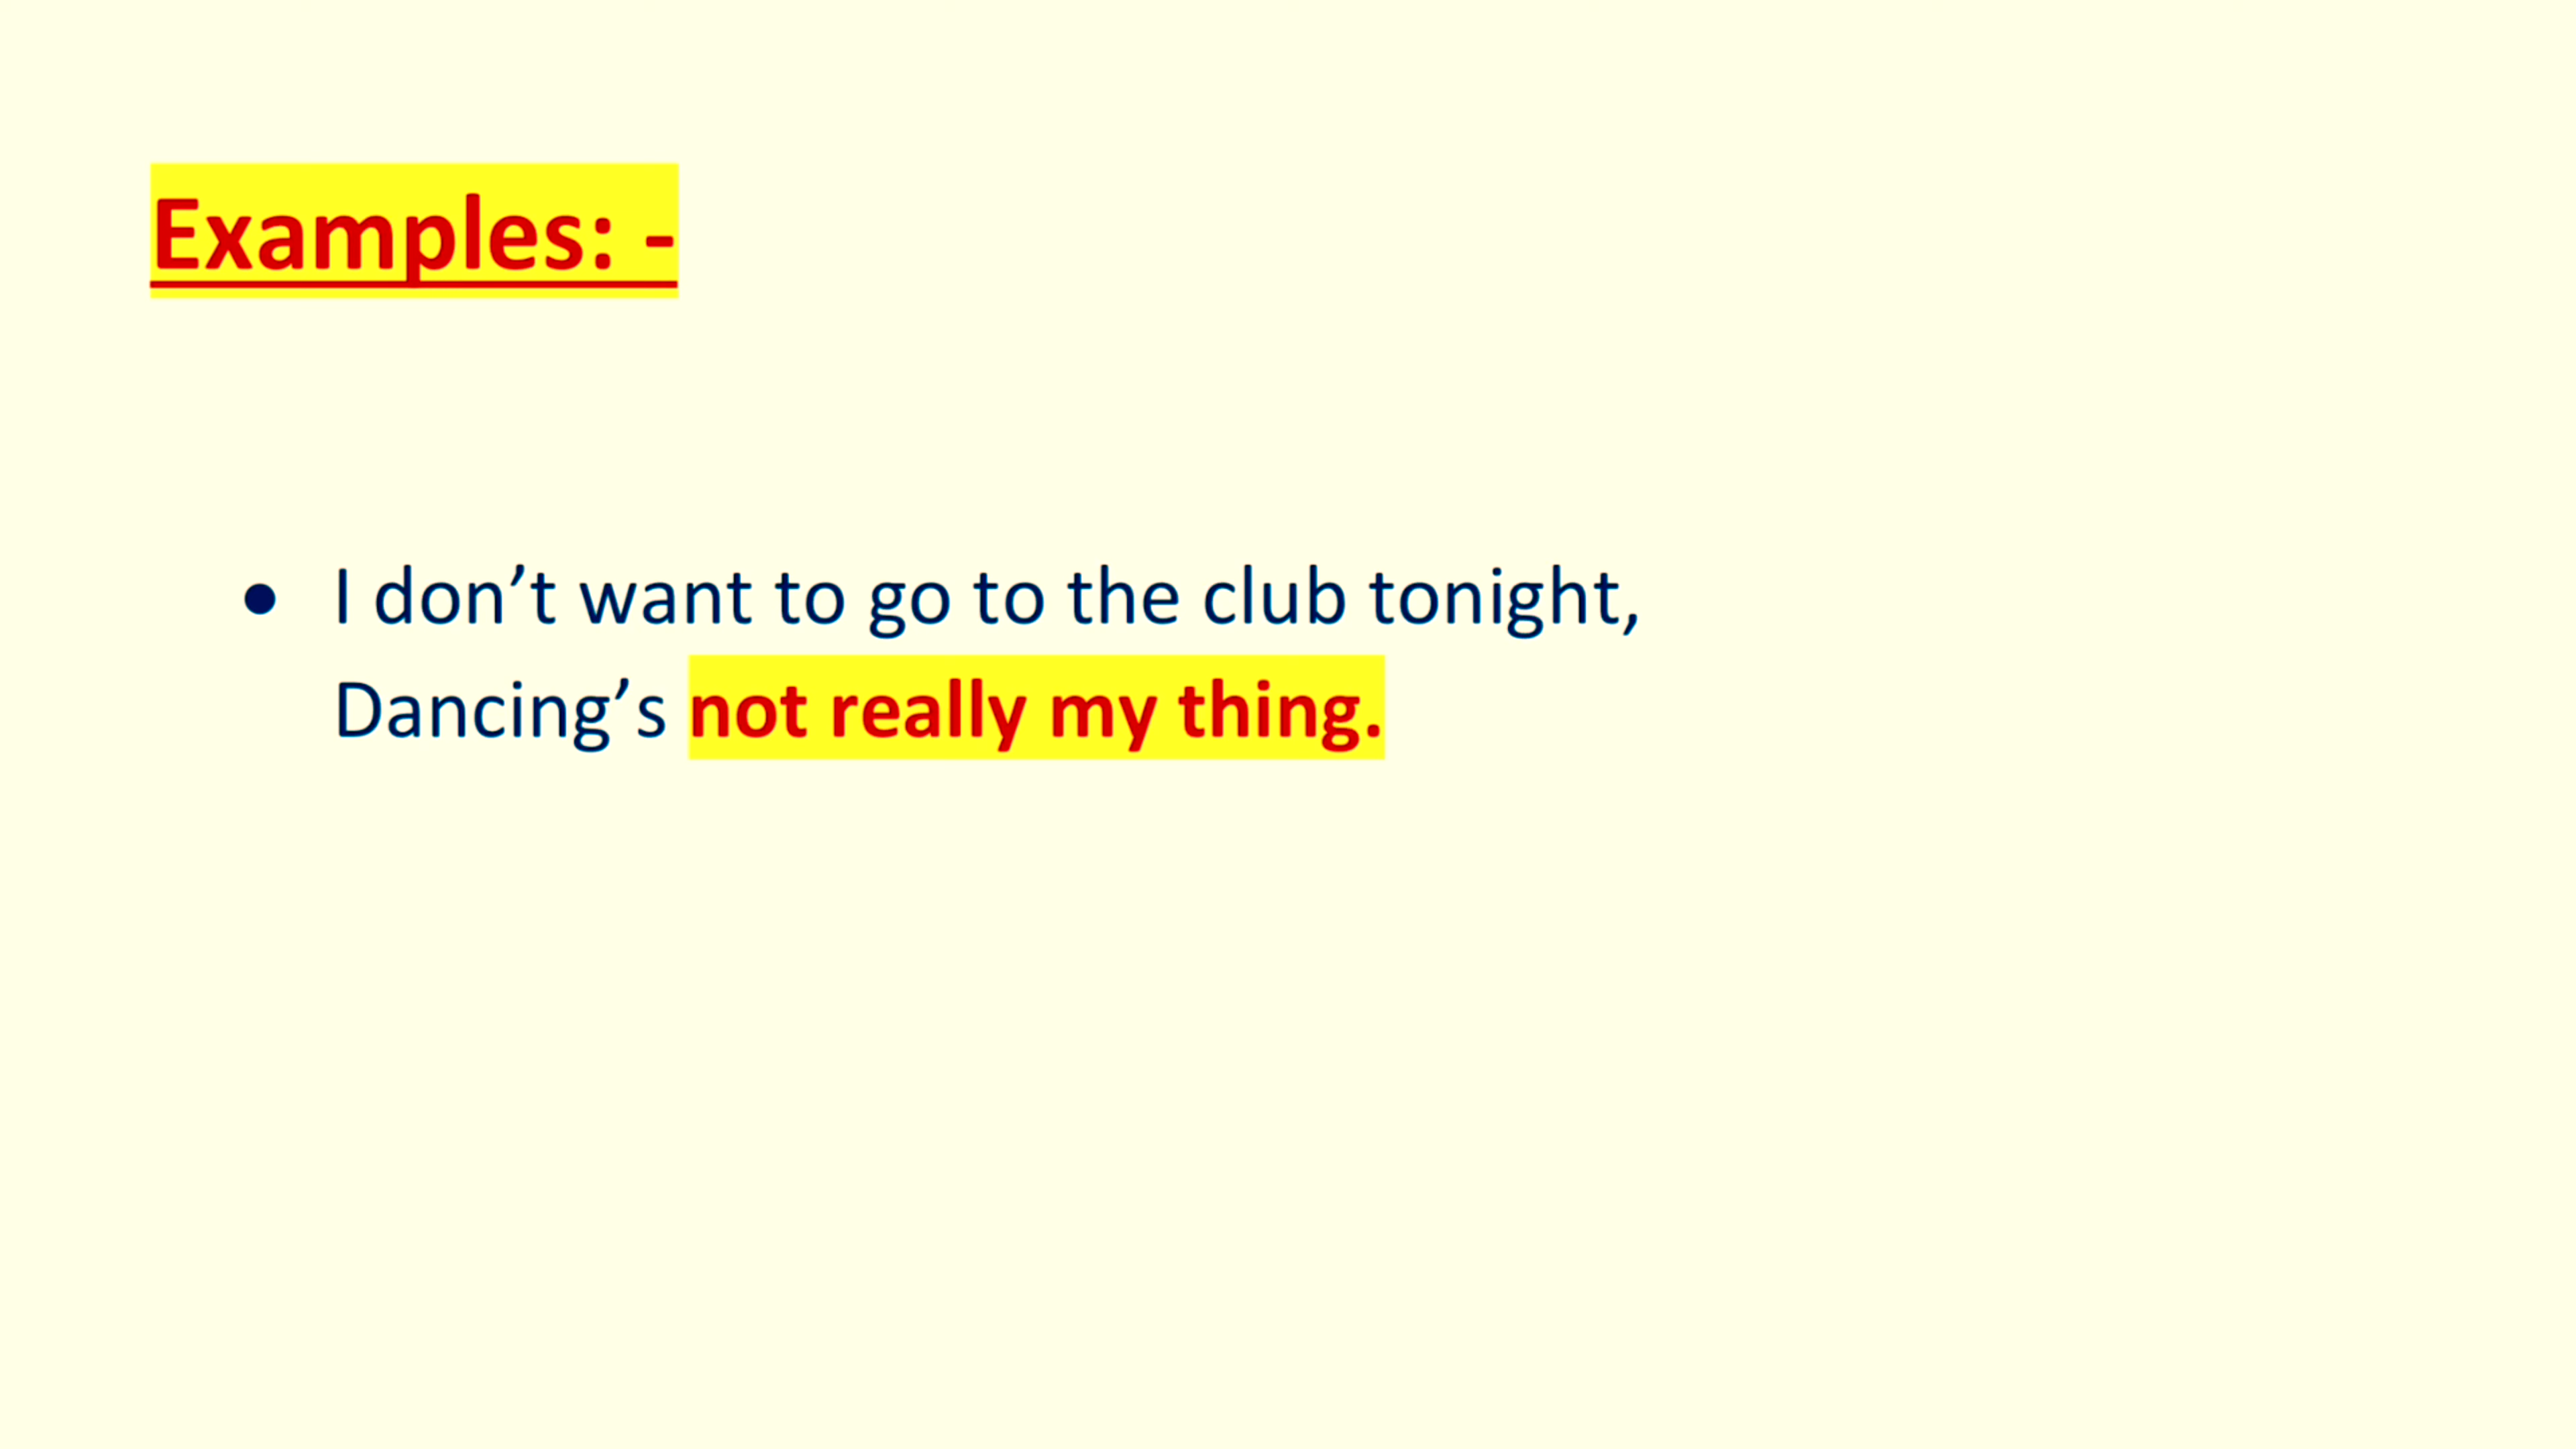 Examples: -
• I don’t want to go to the club tonight,
Dancing’s not really my thing.